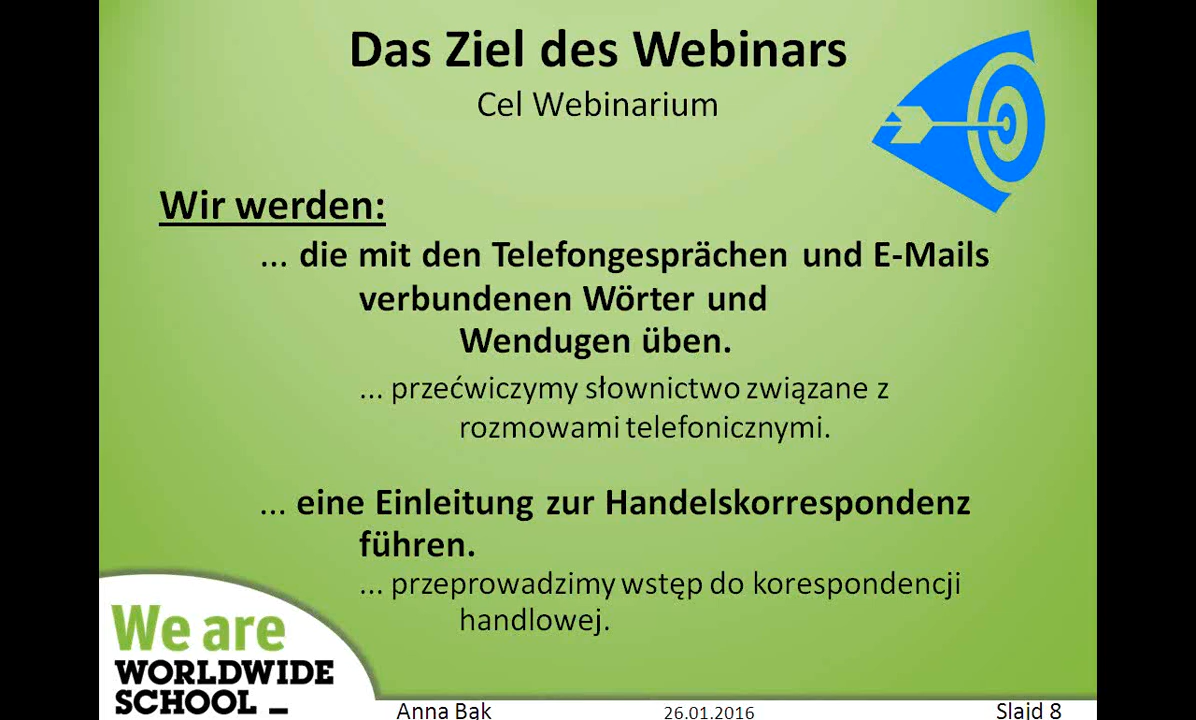 Das Ziel des Webinars
Cel Webinarium
Wir werden:
... die mit den Telefongesprächen und E-Mails
verbundenen Wörter und
Wendugen üben.
... przećwiczymy słownictwo związane z
rozmowami telefonicznymi.
... eine Einleitung zur Handelskorrespondenz
führen.
... przeprowadzimy wstęp do korespondencji
handlowej.
We are
WORLDWIDE
SCHOOL _
Anna Bąk 26.01.2016 Slajd 8